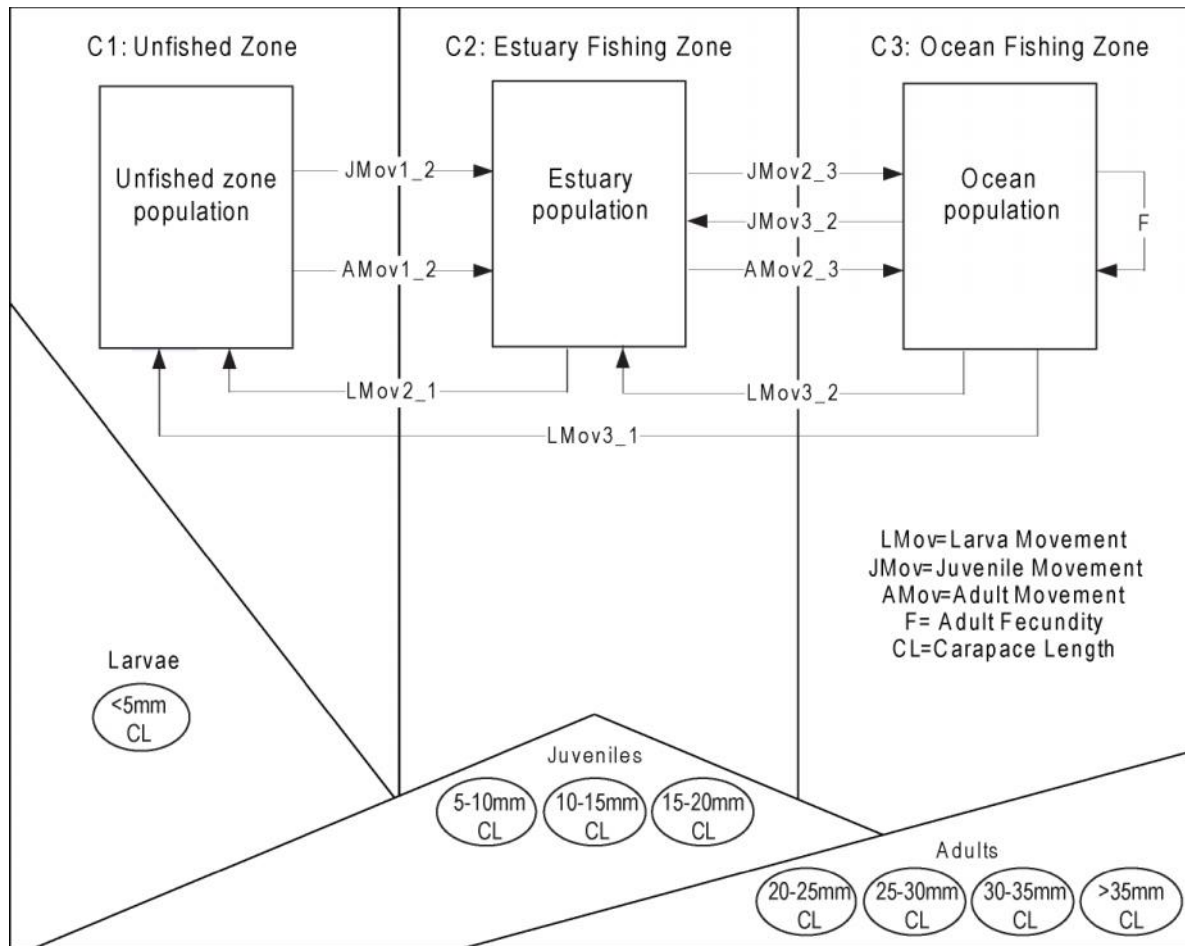 C1: Unfished Zone
C2: Estuary Fishing Zone
C3: Ocean Fishing Zone
Unfished zone
population
Estuary
population
Ocean
population
JMov1_2
AMov1_2
JMov2_3
JMov3_2
AMov2_3
F
LMov2_1
LMov3_2
LMov3_1
LMov=Larva Movement
JMov=Juvenile Movement
AMov=Adult Movement
F= Adult Fecundity
CL=Carapace Length
Larvae
<5mm
CL
Juveniles
5-10mm
CL
10-15mm
CL
15-20mm
CL
Adults
20-25mm
CL
25-30mm
CL
30-35mm
CL
>35mm
CL